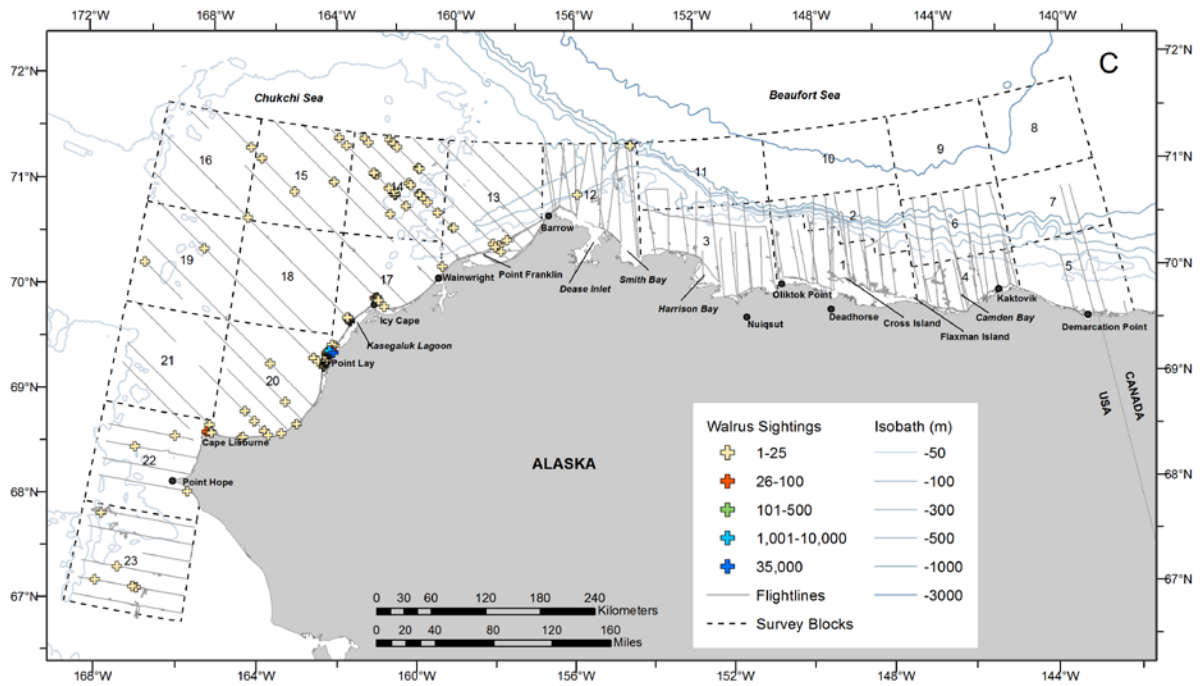 172°W 168°W 164°W 160°W 156°W 152°W 148°W 144°W 140°W
C
72°N 72°N
Chukchi Sea Beaufort Sea
8
9
16 15 14 13 12 11 10
71°N 71°N
7
2 6
3
Barrow
19 18 17
70°N 70°N
Wainwright Point Franklin Smith Bay 1 4 5
Dease Inlet
Harrison Bay Oliktok Point Kaktovik
Icy Cape Nuiqsut Deadhorse Cross Island Camden Bay Demarcation Point
Flaxman Island
Kasegaluk Lagoon
21 20 Point Lay
69°N 69°N
USA CANADA
Cape Lisburne
22
Point Hope
68°N 68°N
ALASKA
23
67°N 67°N
Walrus Sightings Isobath (m)
1-25 -50
26-100 -100
101-500 -300
1,001-10,000 -500
35,000 -1000
Flightlines -3000
Survey Blocks
0 30 60 120 180 240
Kilometers
0 20 40 80 120 160
Miles
168°W 164°W 160°W 156°W 152°W 148°W 144°W